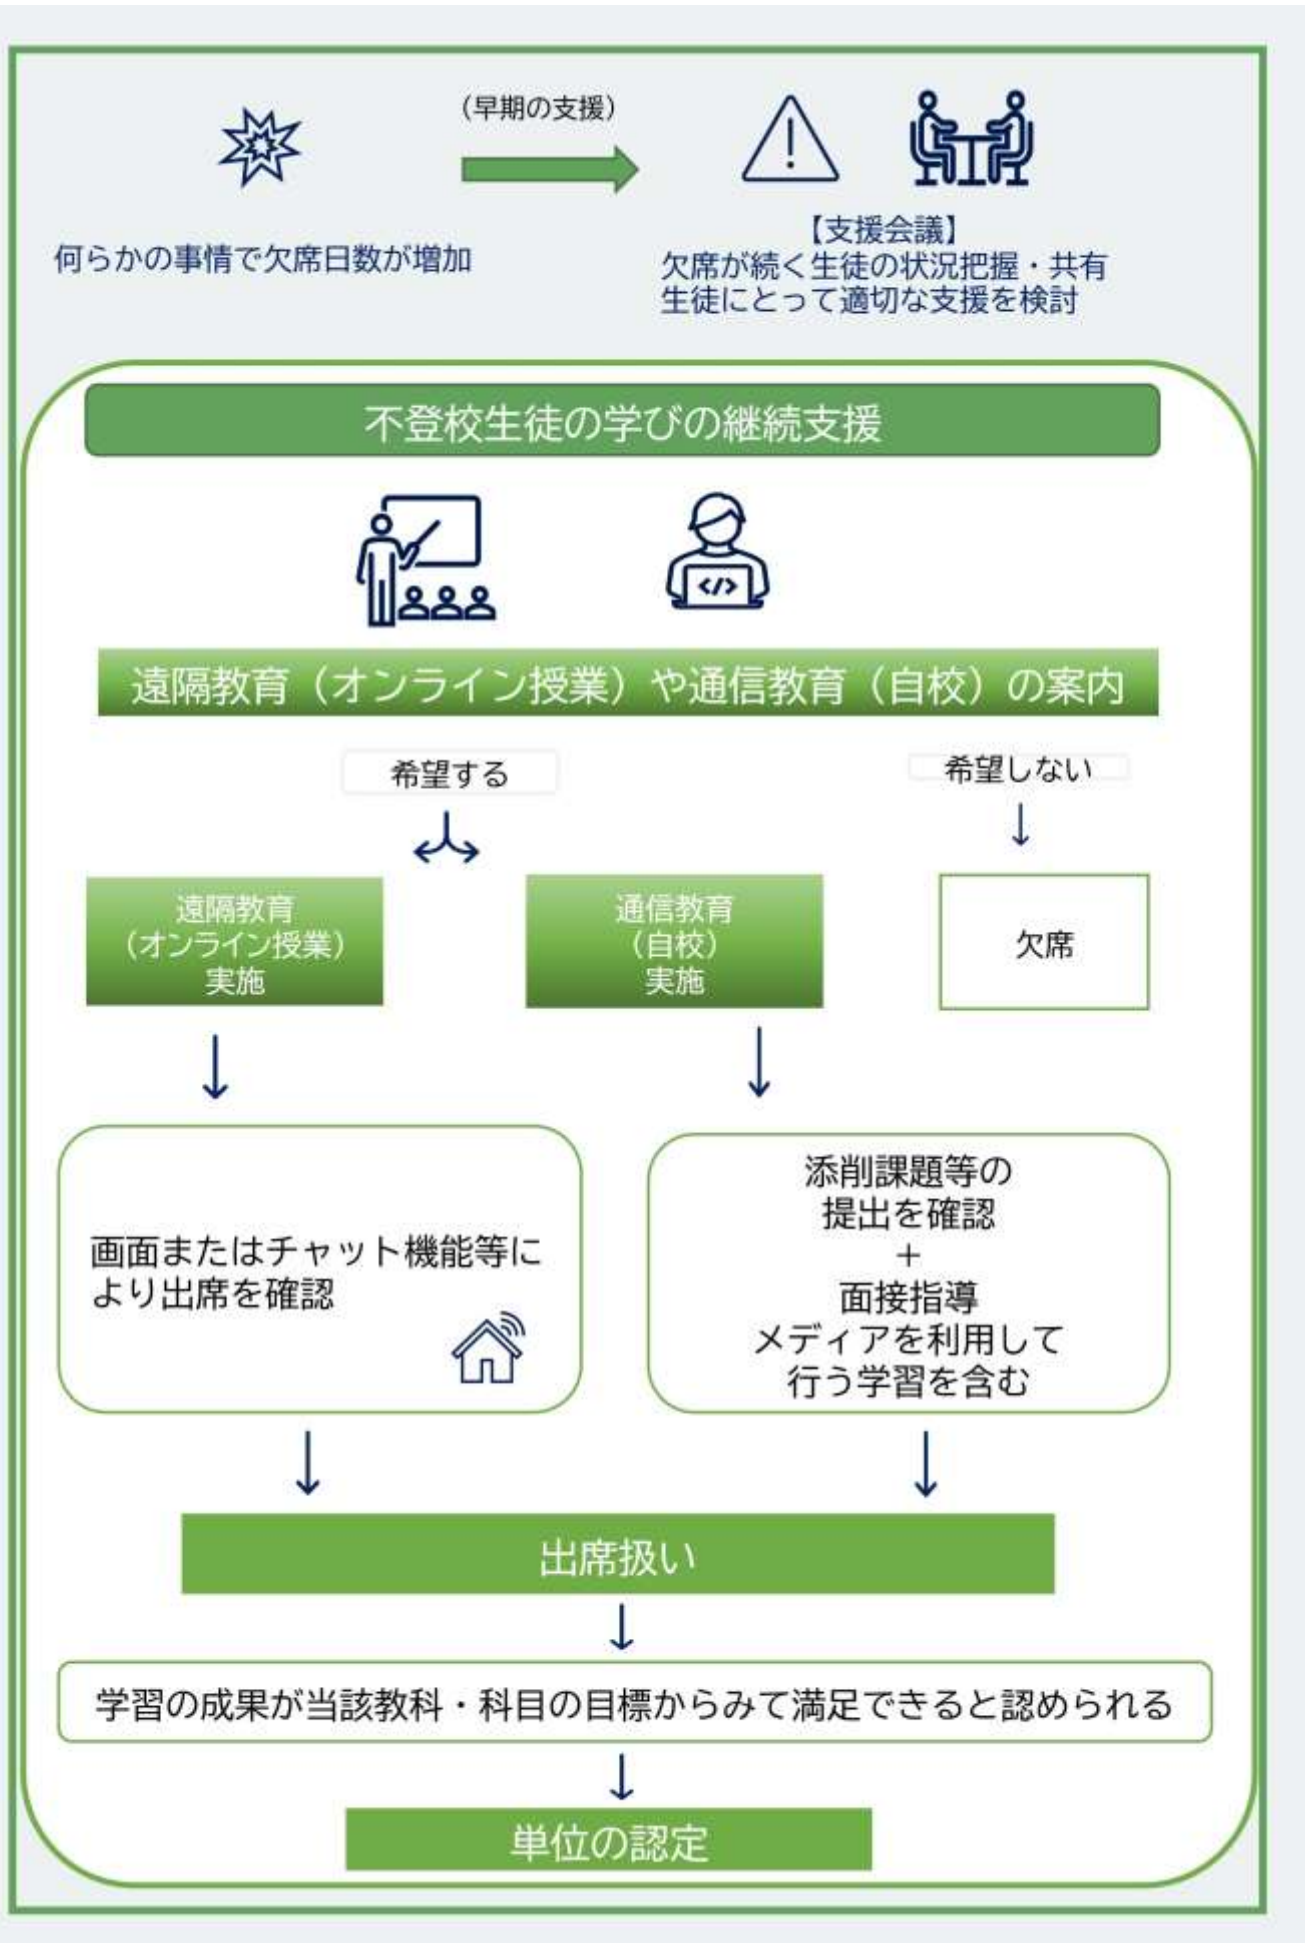 (早期の支援)
何らかの事情で欠席日数が増加
【支援会議】
欠席が続く生徒の状況把握・共有
生徒にとって適切な支援を検討
不登校生徒の学びの継続支援
</>
遠隔教育（オンライン授業）や通信教育（自校）の案内
希望する
希望しない
遠隔教育
（オンライン授業）
実施
通信教育
（自校）
実施
欠席
画面またはチャット機能等に
より出席を確認
添削課題等の
提出を確認
＋
面接指導
メディアを利用して
行う学習を含む
出席扱い
学習の成果が当該教科・科目の目標からみて満足できると認められる
単位の認定